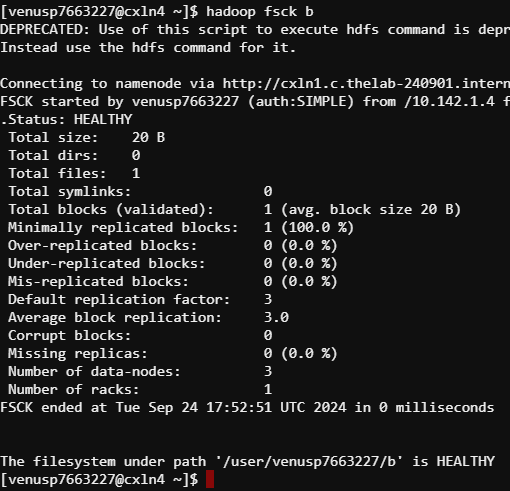 [venusp7663227@cxln4 ~]$ hadoop fsck b
DEPRECATED: Use of this script to execute hdfs command is depr
Instead use the hdfs command for it.
Connecting to namenode via http://cxln1.c.thelab-240901.intern
FSCK started by venusp7663227 (auth:SIMPLE) from /10.142.1.4 f
.Status: HEALTHY
Total size: 20 B
Total dirs: 0
Total files: 1
Total symlinks: 0
Total blocks (validated): 1 (avg. block size 20 B)
Minimally replicated blocks: 1 (100.0 %)
Over-replicated blocks: 0 (0.0 %)
Under-replicated blocks: 0 (0.0 %)
Mis-replicated blocks: 0 (0.0 %)
Default replication factor: 3
Average block replication: 3.0
Corrupt blocks: 0
Missing replicas: 0 (0.0 %)
Number of data-nodes: 3
Number of racks: 1
FSCK ended at Tue Sep 24 17:52:51 UTC 2024 in 0 milliseconds
The filesystem under path '/user/venusp7663227/b' is HEALTHY
[venusp7663227@cxln4 ~]$